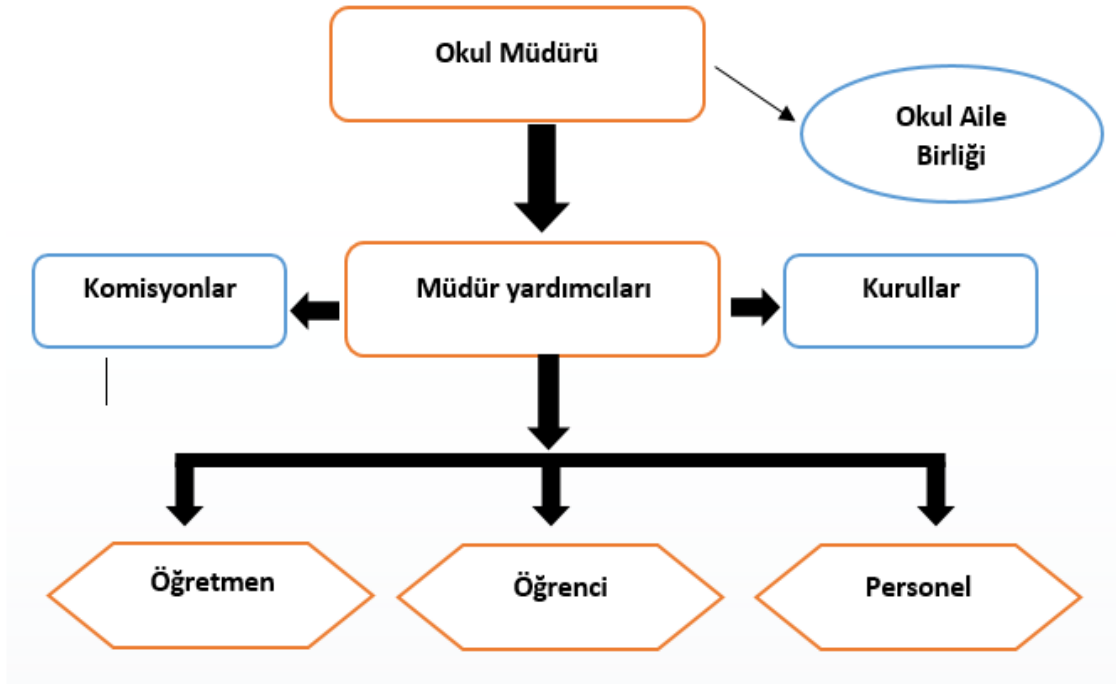 Okul Müdürü
Okul Aile
Birliği
Komisyonlar
Müdür yardımcıları
Kurullar
Öğretmen
Öğrenci
Personel